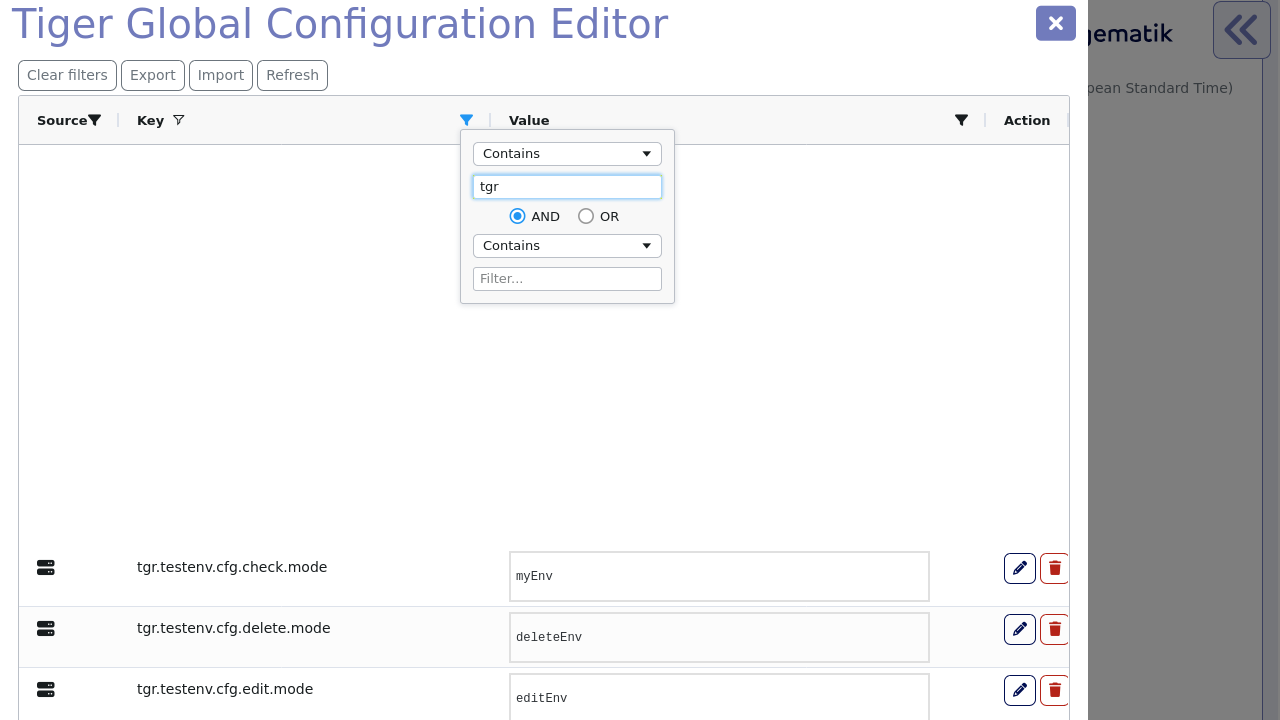 Tiger Global Configuration Editor
gematik
Clear filters Export Import Refresh
pean Standard Time)
Source Key Value Action
Contains
tgr
AND OR
Contains
Filter...
tgr.testenv.cfg.check.mode myEnv
tgr.testenv.cfg.delete.mode deleteEnv
tgr.testenv.cfg.edit.mode editEnv